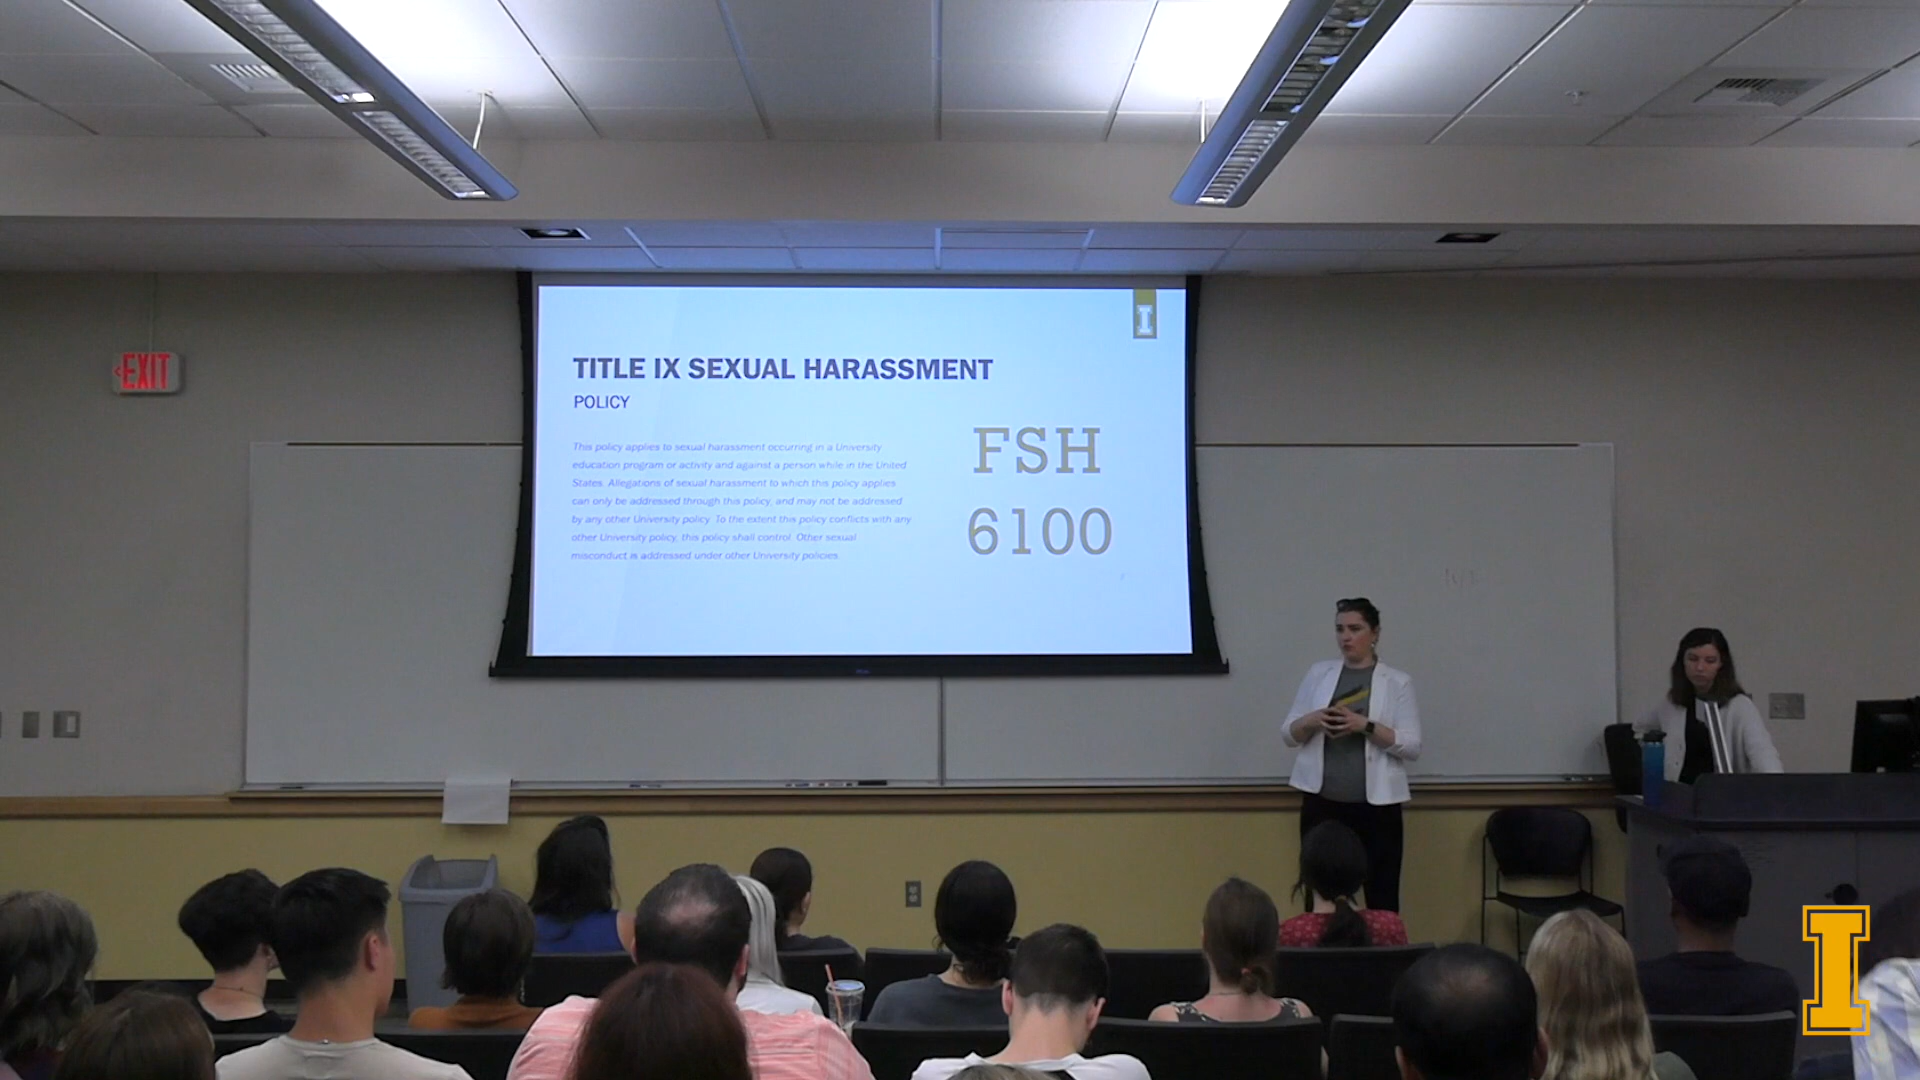 I
TITLE IX SEXUAL HARASSMENT
POLICY
This policy applies to sexual harassment occurring in a University
education program or activity and against a person while in the United
States. Allegations of sexual harassment to which this policy applies
can only be addressed through this policy, and may not be addressed
by any other University policy. To the extent this policy conflicts with any
other University policy, this policy shall control. Other sexual
misconduct is addressed under other University policies.
FSH
6100
EXIT
I